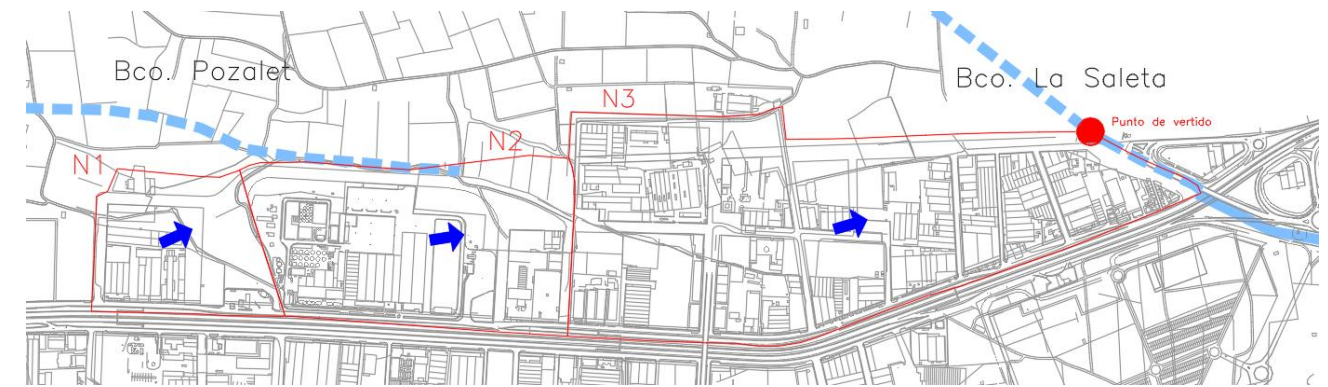 Bco. Pozalet
Bco. La Saleta
N3
Punto de vertido
N2
N1